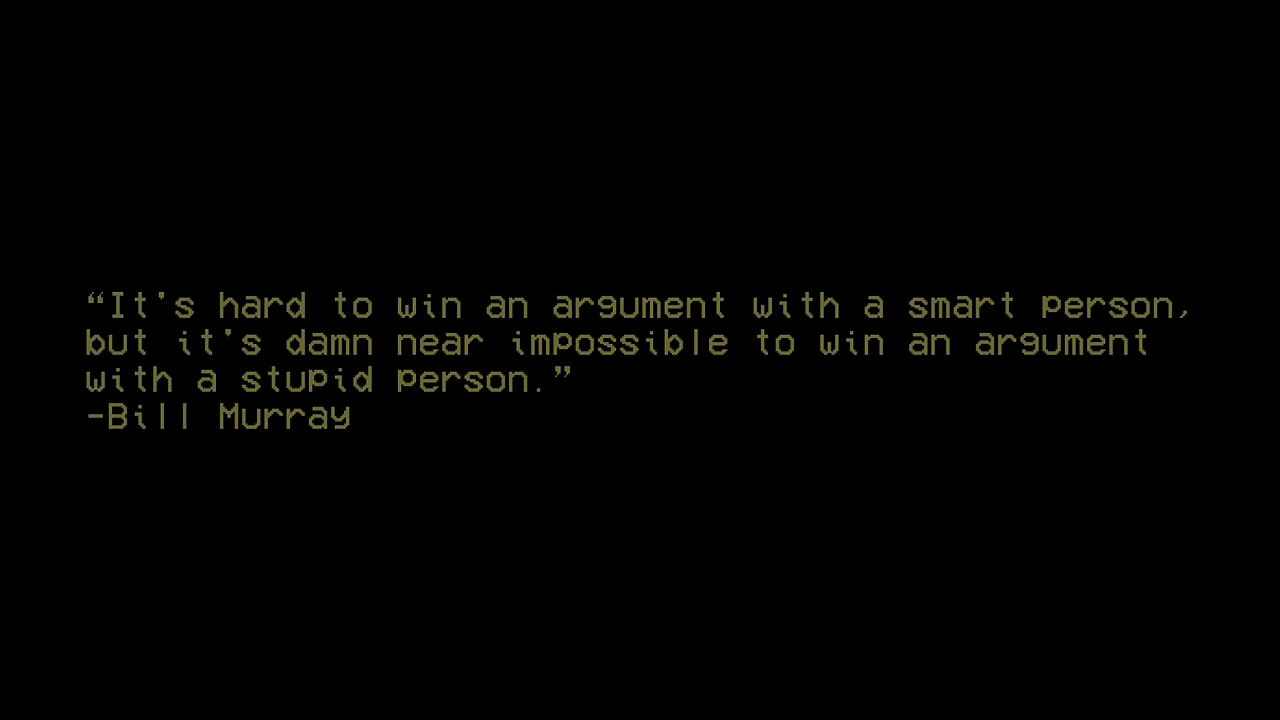 “It's hard to win an argument with a smart person,
but it's damn near impossible to win an argument
with a stupid person.”
-Bill Murray